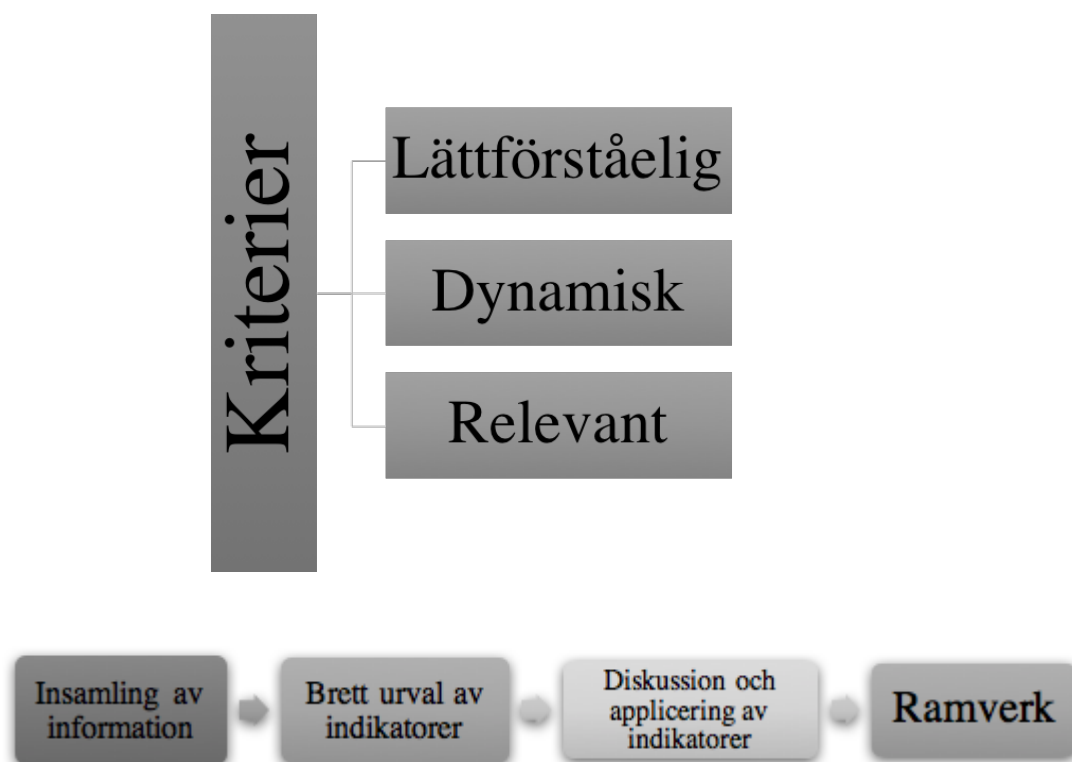 Kriterier
Lättförståelig
Dynamisk
Relevant
Insamling av
information
Brett urval av
indikatorer
Diskussion och
applicering av
indikatorer
Ramverk